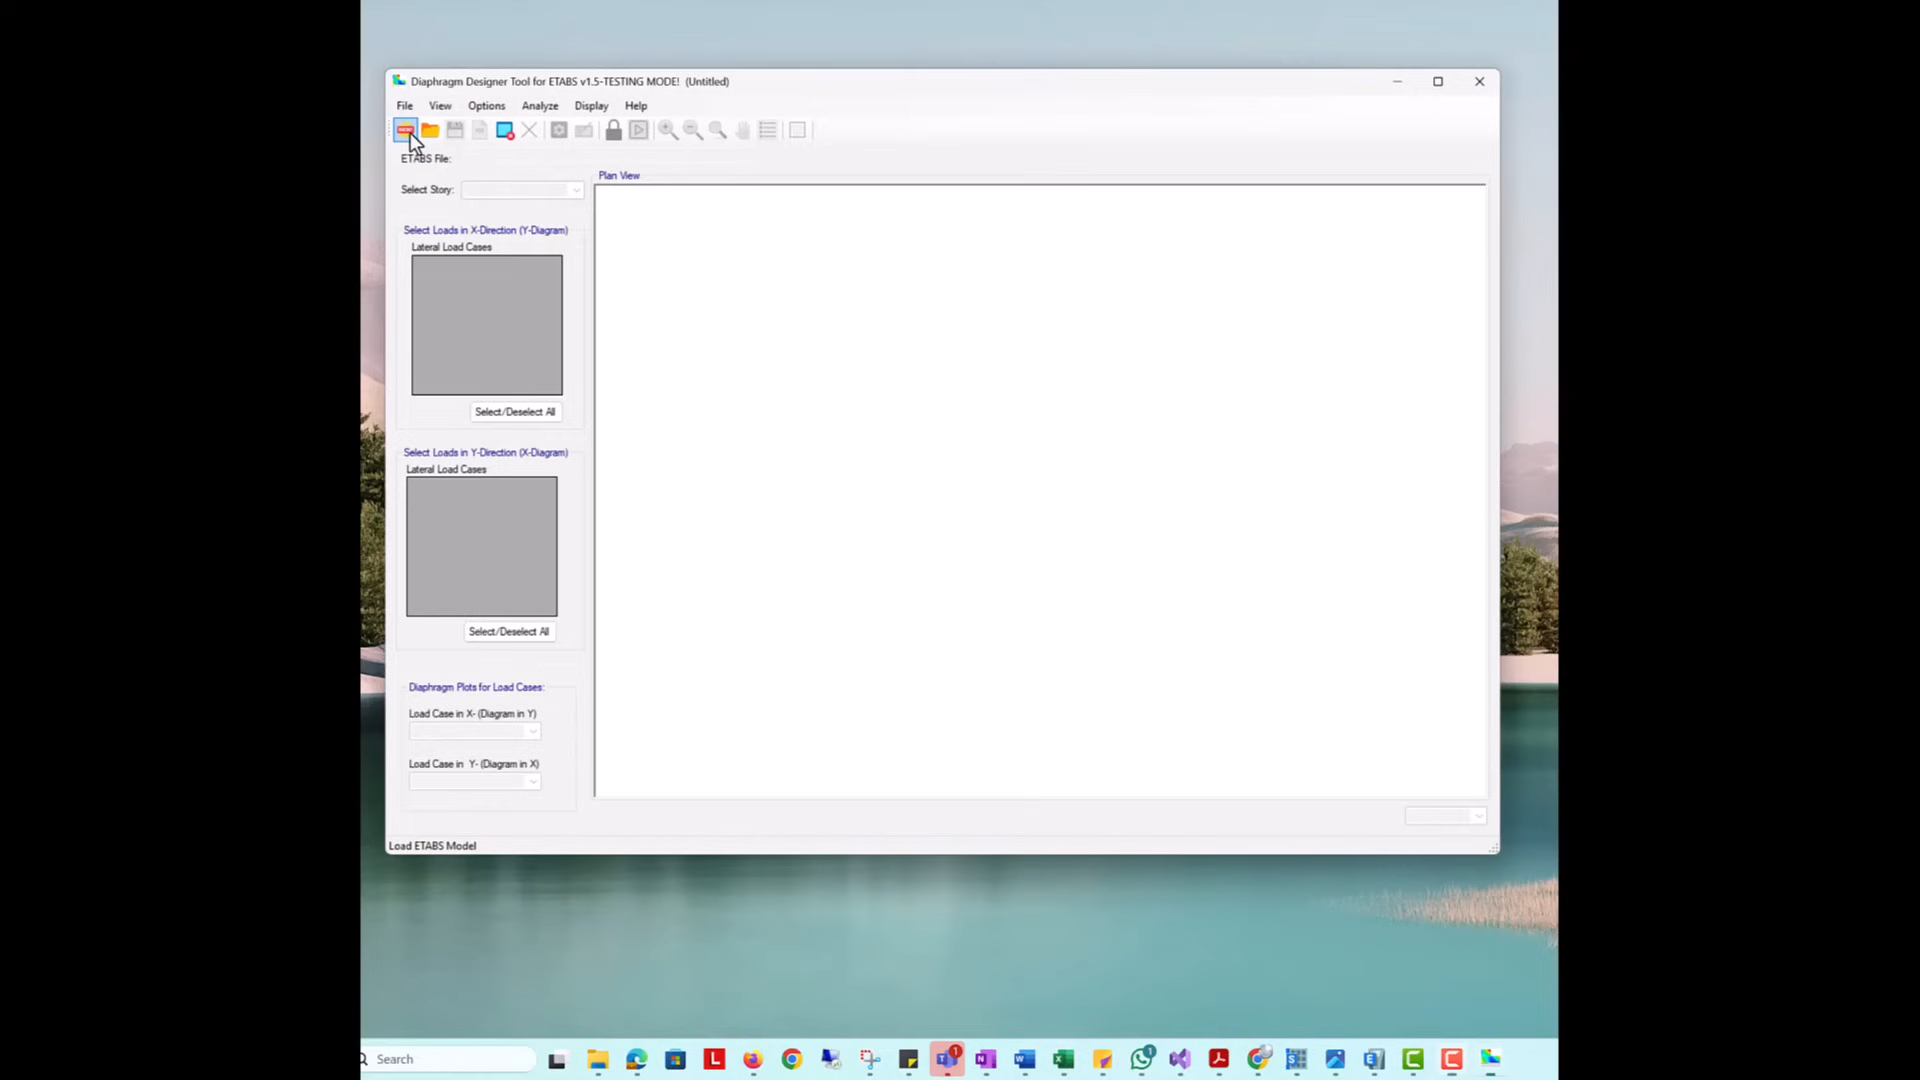 Diaphragm Designer Tool for ETABS v1.5-TESTING MODE! (Untitled)
File View Options Analyze Display Help
ETABS File:
Select Story:
Plan View
Select Loads in X-Direction (Y-Diagram)
Lateral Load Cases
Select/Deselect All
Select Loads in Y-Direction (X-Diagram)
Lateral Load Cases
Select/Deselect All
Diaphragm Plots for Load Cases:
Load Case in X- (Diagram in Y)
Load Case in Y- (Diagram in X)
Load ETABS Model
Search